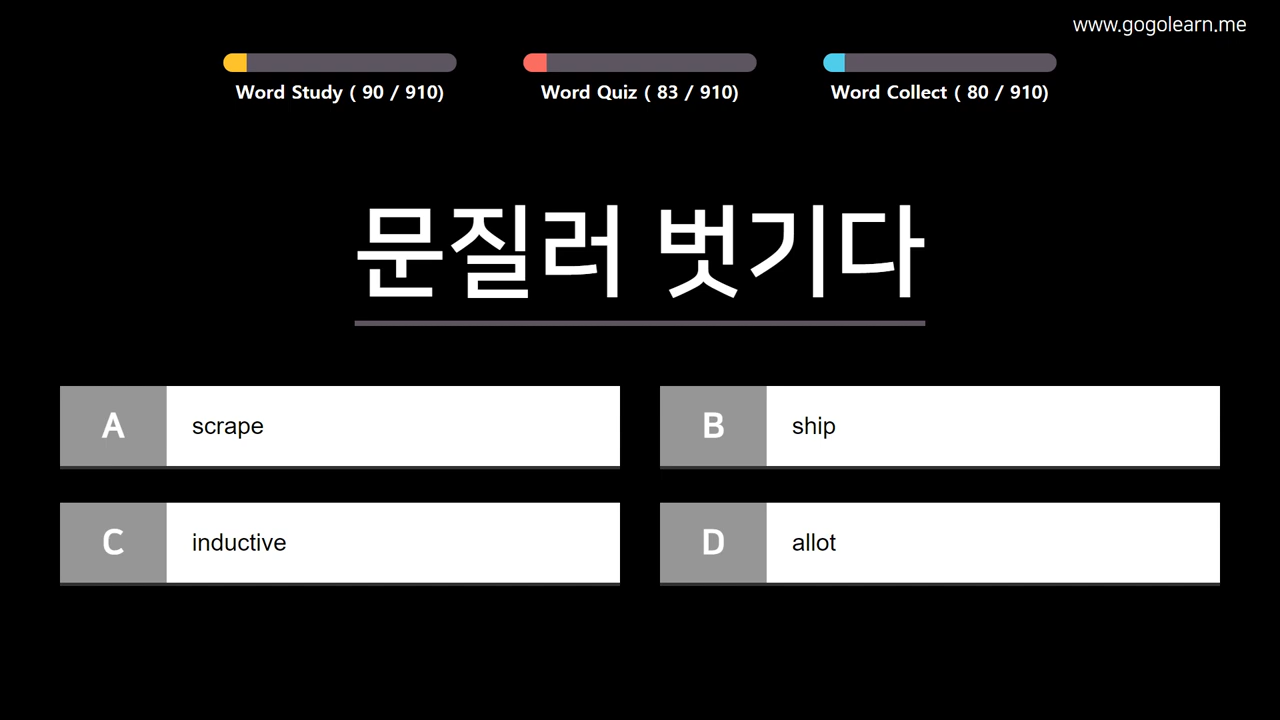 www.gogolearn.me
Word Study ( 90 / 910)
Word Quiz ( 83 / 910)
Word Collect ( 80 / 910)
문질러 벗기다
A scrape
B ship
C inductive
D allot